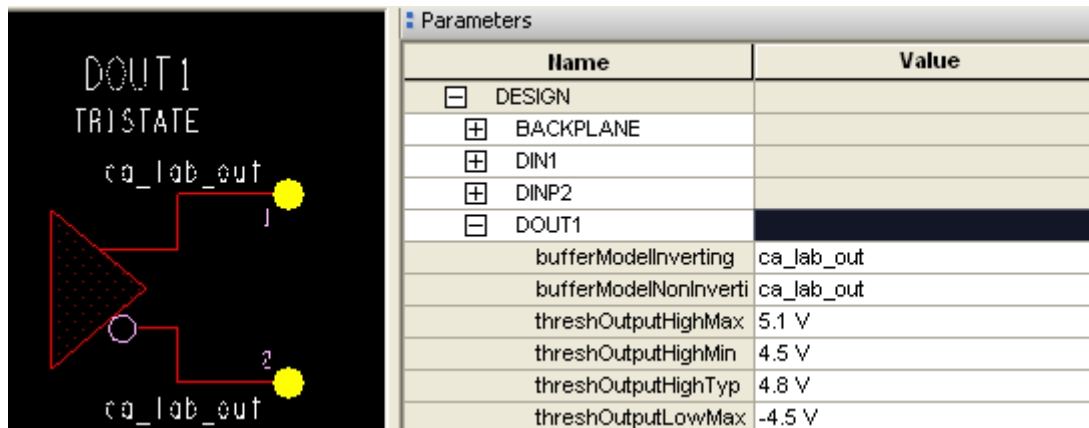 DOUT1
TRISTATE
ca_lab_out
1
2
ca_lab_out
Parameters
Name Value
DESIGN
BACKPLANE
DIN1
DINP2
DOUT1
bufferModelInverting ca_lab_out
bufferModelNonInverti ca_lab_out
threshOutputHighMax 5.1 V
threshOutputHighMin 4.5 V
threshOutputHighTyp 4.8 V
threshOutputLowMax -4.5 V